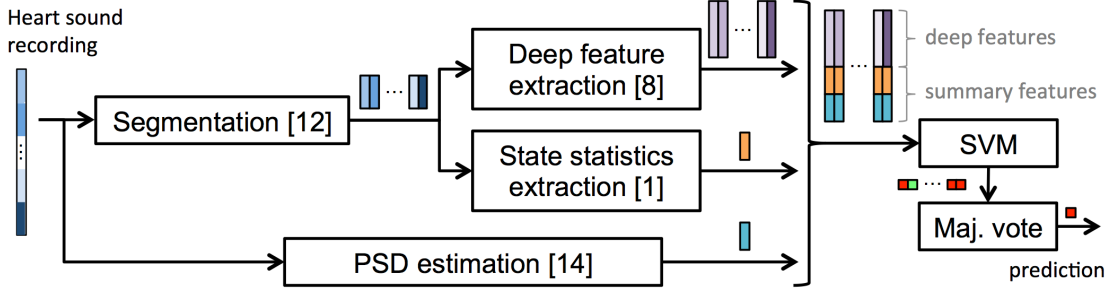 Heart sound
recording
Segmentation [12]
Deep feature
extraction [8]
State statistics
extraction [1]
PSD estimation [14]
deep features
summary features
SVM
Maj. vote
prediction